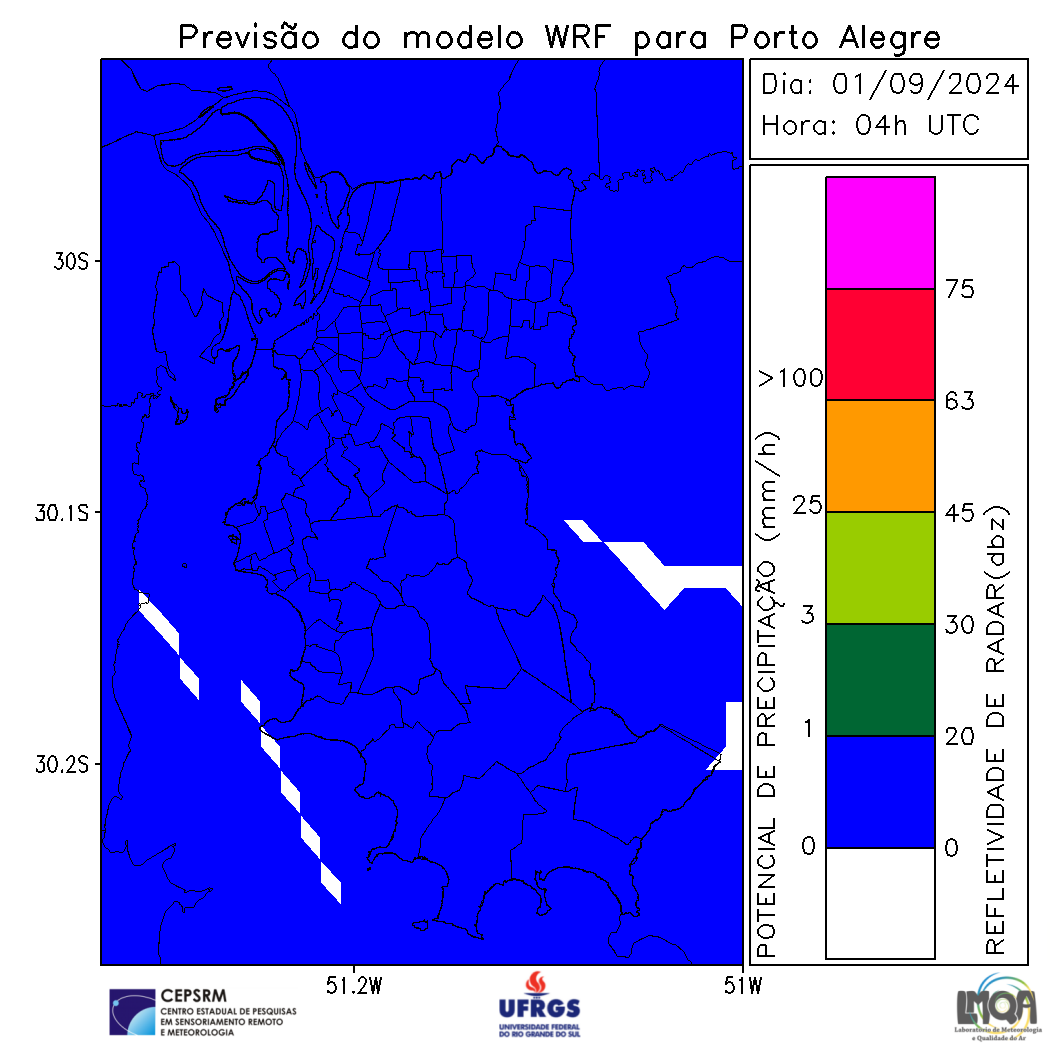 Previsão do modelo WRF para Porto Alegre
Dia: 01/09/2024
Hora: 04h UTC
30S
30.1S
30.2S
51.2W
51W
POTENCIAL DE PRECIPITAÇÃO (mm/h)
>100
25
3
1
0
75
63
45
30
20
0
REFLETIVIDADE DE RADAR(dbz)
CEPSRM
CENTRO ESTADUAL DE PESQUISAS
EM SENSORIAMENTO REMOTO
E METEOROLOGIA
UFRGS
UNIVERSIDADE FEDERAL
DO RIO GRANDE DO SUL
LMQA
Laboratório de Meteorologia
e Qualidade do Ar